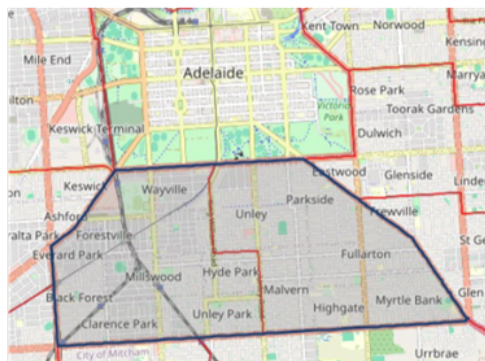 Kent Town
Norwood
Mile End
Kensing
Adelaide
Marrya
Rose Park
ilton
Victoria
Park
Toorak Gardens
Keswick Terminal
Dulwich
Eastwood
Glenside
Keswick
Wayville
Linde
Parkside
Ashford
Unley
Frewville
ralta Park
Forestville
St Ge
Everard Park
Fullarton
Millswood
Hyde Park
Glen
Black Forest
Malvern
Myrtle Bank
Unley Park
Highgate
Clarence Park
City of Mitcham
Urrbrae